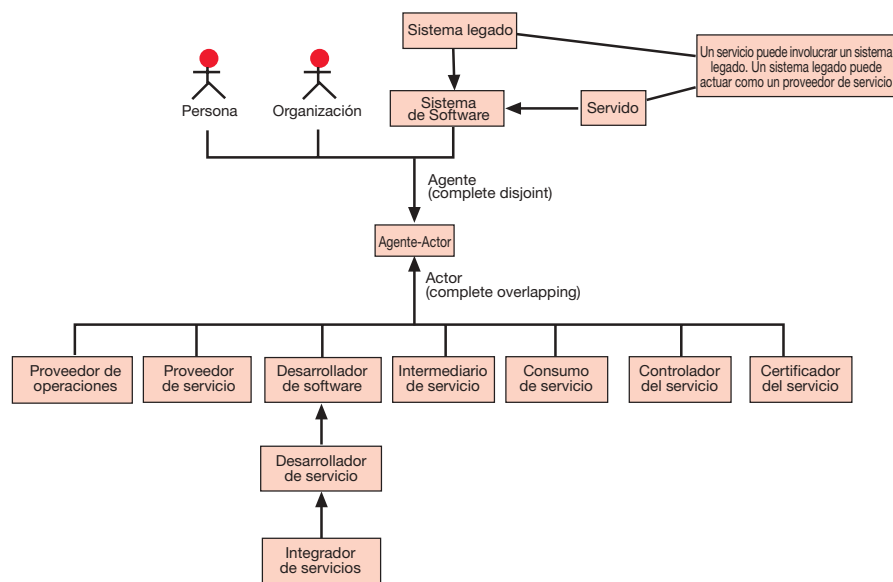 Sistema legado
Un servicio puede involucrar un sistema
legado. Un sistema legado puede
actuar como un proveedor de servicio
Persona
Organización
Sistema
de Software
Servido
Agente
(complete disjoint)
Agente-Actor
Actor
(complete overlapping)
Proveedor de
operaciones
Proveedor
de servicio
Desarrollador
de software
Intermediario
de servicio
Consumo
de servicio
Controlador
del servicio
Certificador
del servicio
Desarrollador
de servicio
Integrador
de servicios